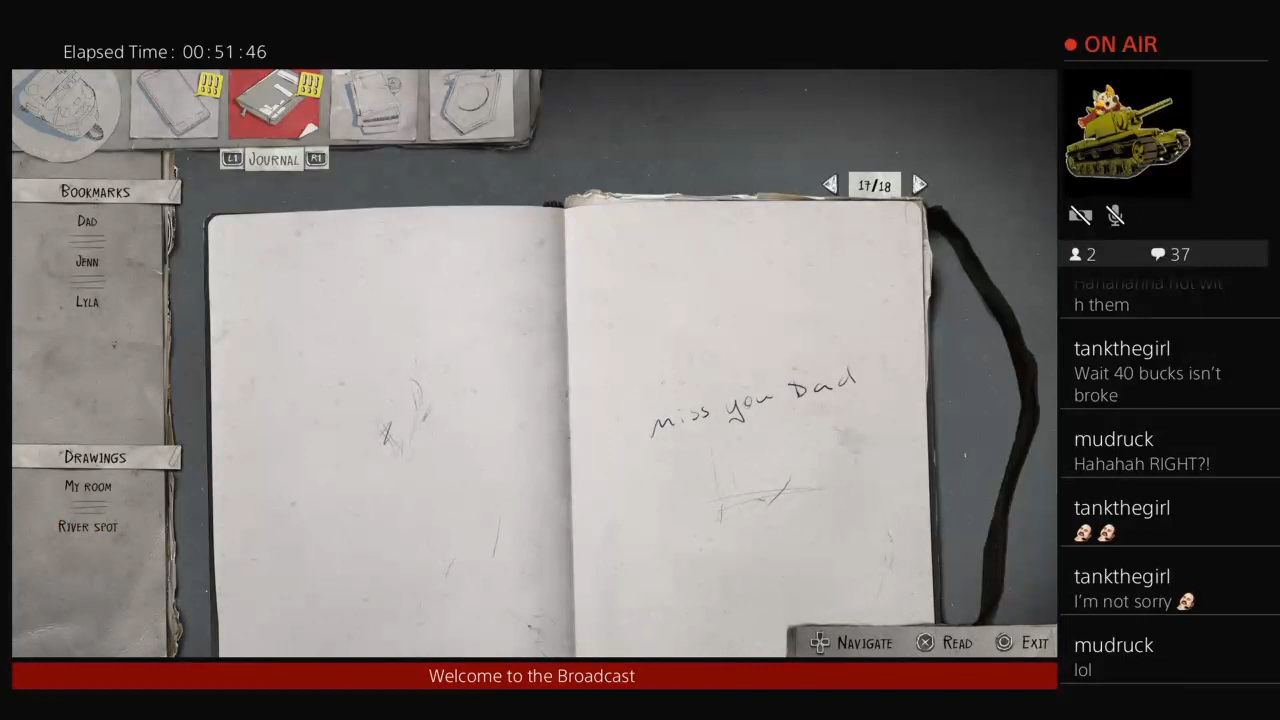 Elapsed Time: 00:51:46
ON AIR
L1 JOURNAL R1
BOOKMARKS
DAD
JENN
LYLA
DRAWINGS
MY ROOM
RIVER SPOT
17/18
miss you Dad
NAVIGATE READ EXIT
Welcome to the Broadcast
2 37
h them
tankthegirl
Wait 40 bucks isn't
broke
mudruck
Hahahah RIGHT?!
tankthegirl
tankthegirl
I'm not sorry
mudruck
lol